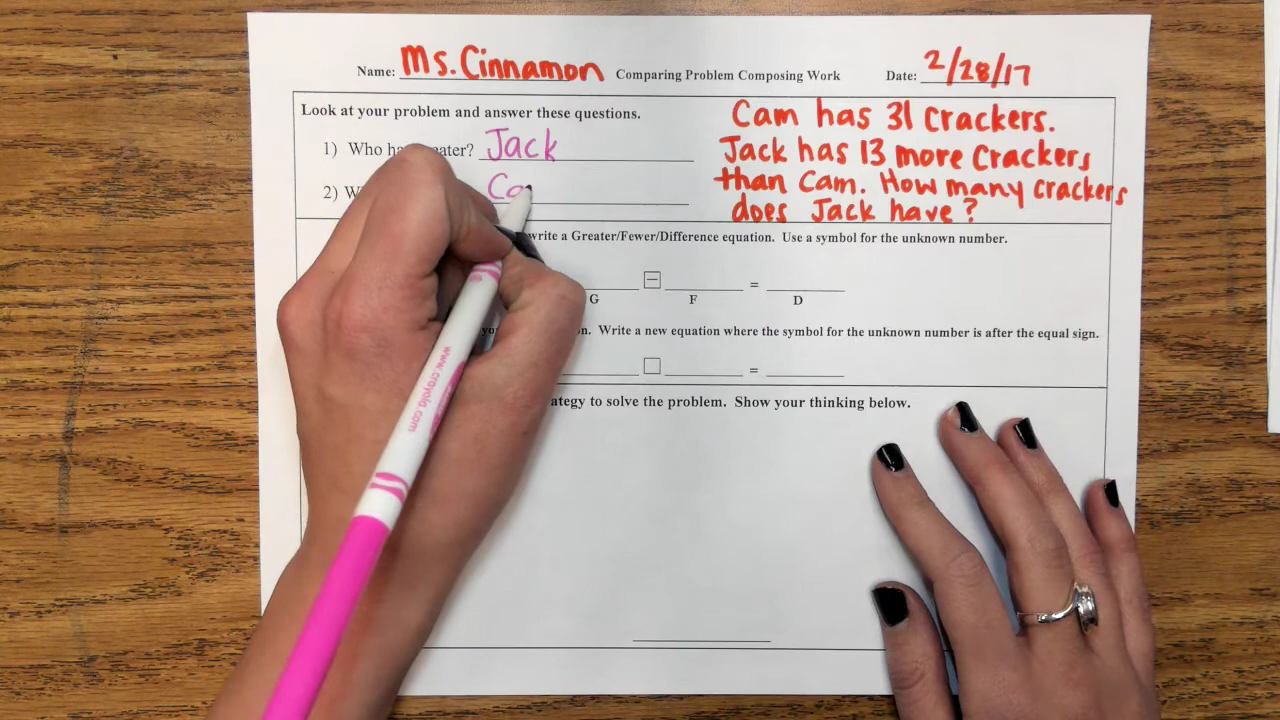 Name: Ms. Cinnamon Comparing Problem Composing Work Date: 2/28/17
Look at your problem and answer these questions.
1) Who ha eater? Jack
2) W Ca
Cam has 31 crackers.
Jack has 13 more crackers
than Cam. How many crackers
does Jack have?
write a Greater/Fewer/Difference equation. Use a symbol for the unknown number.
− =
G F D
n. Write a new equation where the symbol for the unknown number is after the equal sign.
=
ategy to solve the problem. Show your thinking below.
www.crayola.com